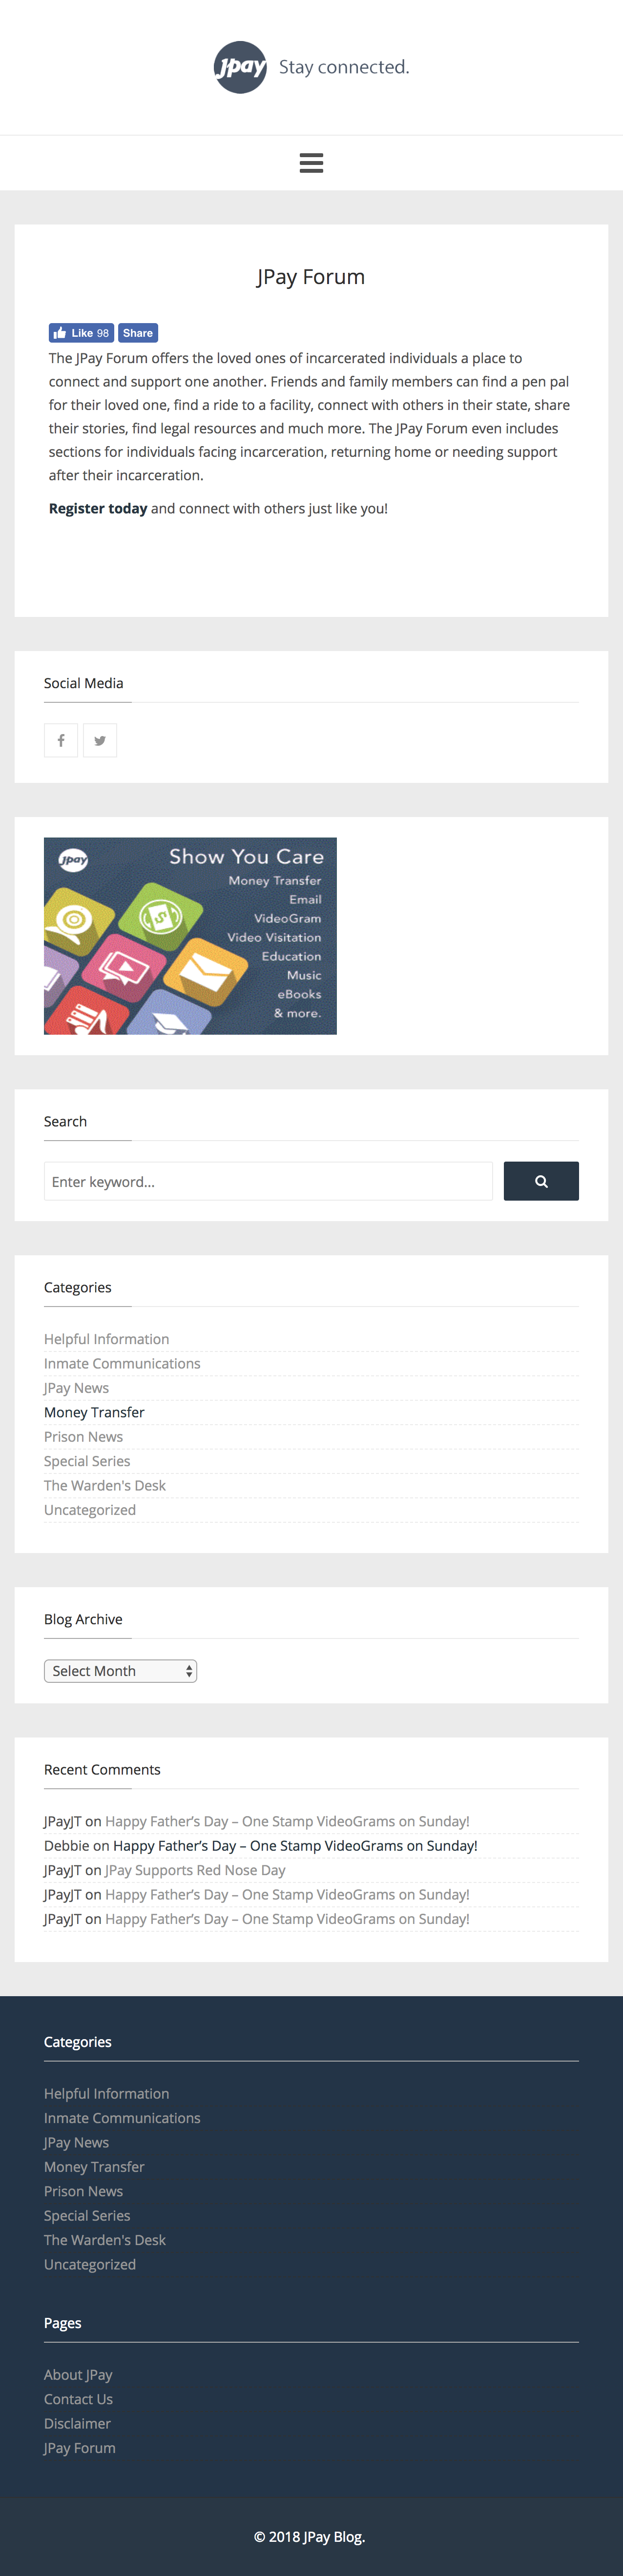 Jpay Stay connected.
JPay Forum
Like 98 Share
The JPay Forum offers the loved ones of incarcerated individuals a place to
connect and support one another. Friends and family members can find a pen pal
for their loved one, find a ride to a facility, connect with others in their state, share
their stories, find legal resources and much more. The JPay Forum even includes
sections for individuals facing incarceration, returning home or needing support
after their incarceration.
Register today and connect with others just like you!
Social Media
Jpay Show You Care
Money Transfer
Email
VideoGram
Video Visitation
Education
Music
eBooks
& more.
Search
Enter keyword...
Categories
Helpful Information
Inmate Communications
JPay News
Money Transfer
Prison News
Special Series
The Warden's Desk
Uncategorized
Blog Archive
Select Month
Recent Comments
JPayJT on Happy Father’s Day – One Stamp VideoGrams on Sunday!
Debbie on Happy Father’s Day – One Stamp VideoGrams on Sunday!
JPayJT on JPay Supports Red Nose Day
JPayJT on Happy Father’s Day – One Stamp VideoGrams on Sunday!
JPayJT on Happy Father’s Day – One Stamp VideoGrams on Sunday!
Categories
Helpful Information
Inmate Communications
JPay News
Money Transfer
Prison News
Special Series
The Warden's Desk
Uncategorized
Pages
About JPay
Contact Us
Disclaimer
JPay Forum
© 2018 JPay Blog.